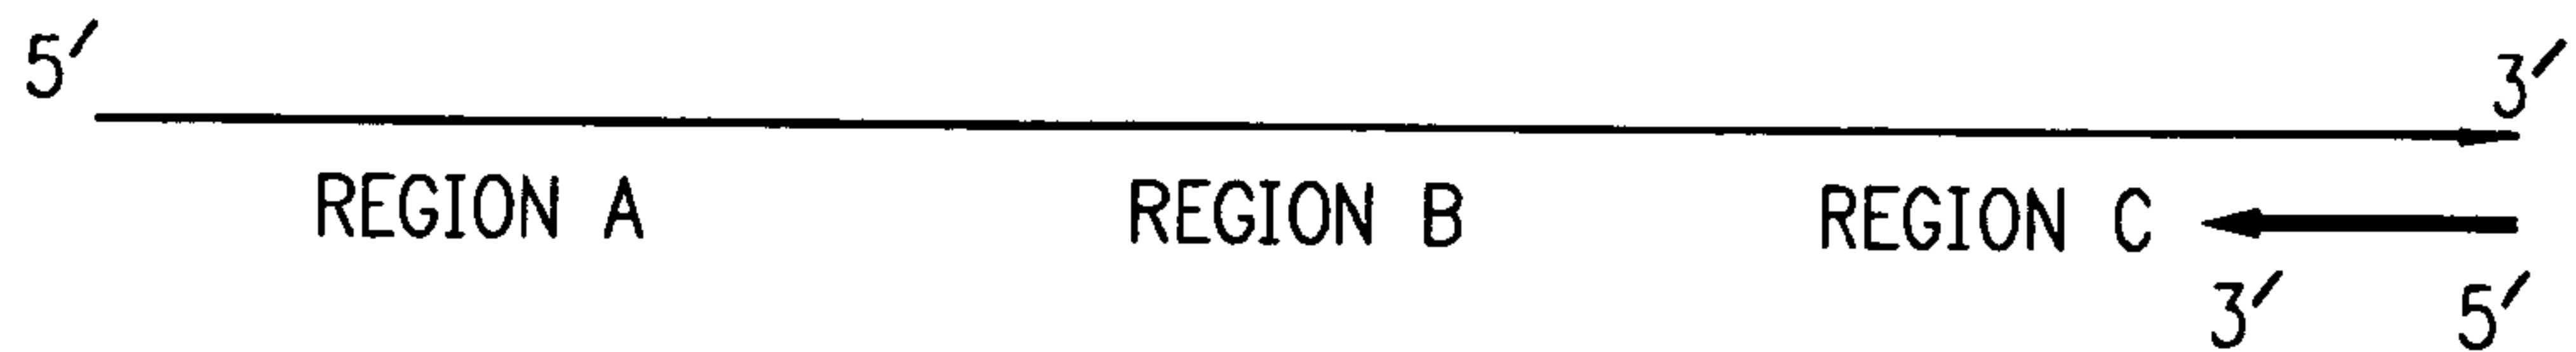 5′ 3′
REGION A REGION B REGION C
3′ 5′